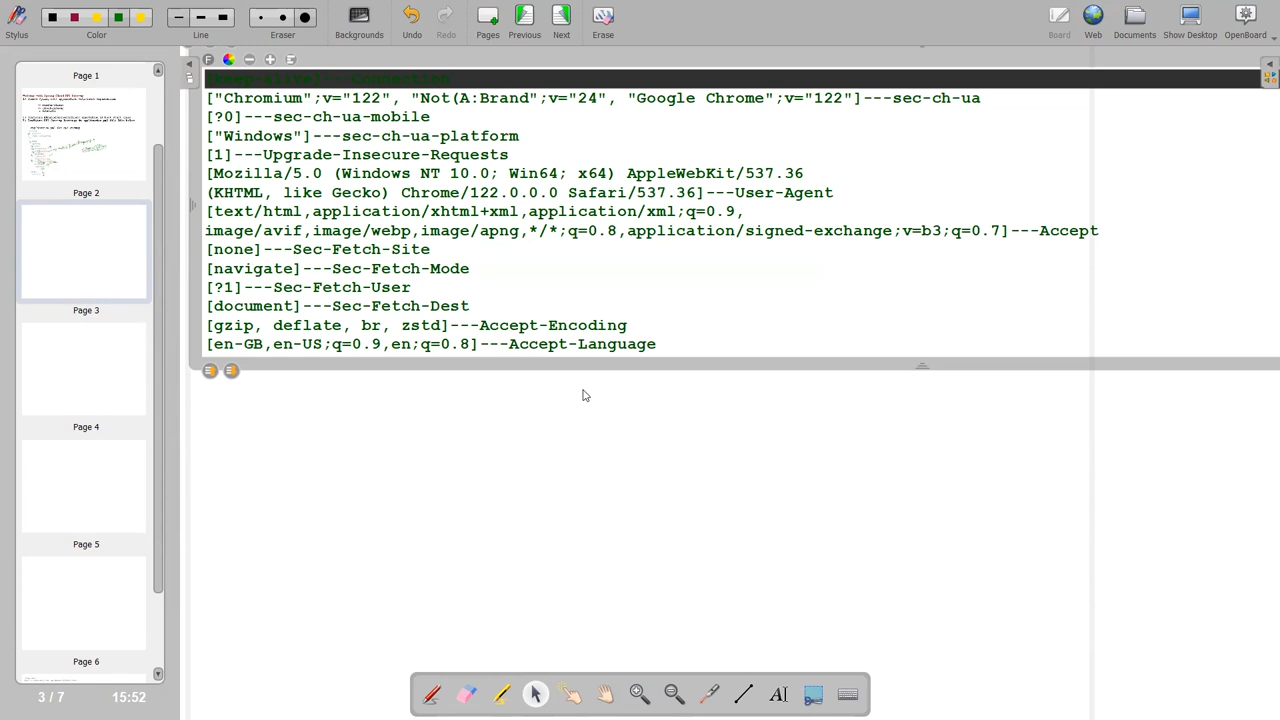 Stylus
Color
Line
Eraser
Backgrounds
Undo
Redo
Pages
Previous
Next
Erase
Board
Web
Documents
Show Desktop
OpenBoard
Page 1
Page 2
Page 3
Page 4
Page 5
Page 6
3 / 7
15:52
F
[keep-alive]---Connection
["Chromium";v="122", "Not(A:Brand";v="24", "Google Chrome";v="122"]---sec-ch-ua
[?0]---sec-ch-ua-mobile
["Windows"]---sec-ch-ua-platform
[1]---Upgrade-Insecure-Requests
[Mozilla/5.0 (Windows NT 10.0; Win64; x64) AppleWebKit/537.36
(KHTML, like Gecko) Chrome/122.0.0.0 Safari/537.36]---User-Agent
[text/html,application/xhtml+xml,application/xml;q=0.9,
image/avif,image/webp,image/apng,*/*;q=0.8,application/signed-exchange;v=b3;q=0.7]---Accept
[none]---Sec-Fetch-Site
[navigate]---Sec-Fetch-Mode
[?1]---Sec-Fetch-User
[document]---Sec-Fetch-Dest
[gzip, deflate, br, zstd]---Accept-Encoding
[en-GB,en-US;q=0.9,en;q=0.8]---Accept-Language